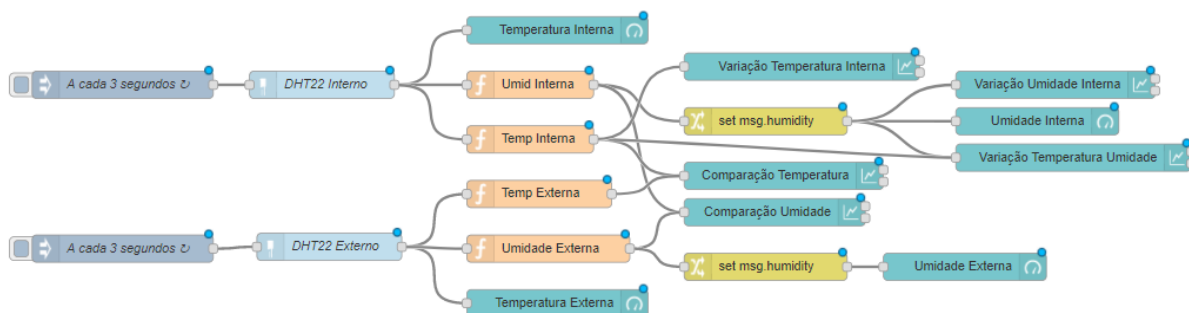 Temperatura Interna
Variação Temperatura Interna
A cada 3 segundos ↻
DHT22 Interno
Umid Interna
Variação Umidade Interna
set msg.humidity
Umidade Interna
Temp Interna
Variação Temperatura Umidade
Comparação Temperatura
Temp Externa
Comparação Umidade
A cada 3 segundos ↻
DHT22 Externo
Umidade Externa
set msg.humidity
Umidade Externa
Temperatura Externa